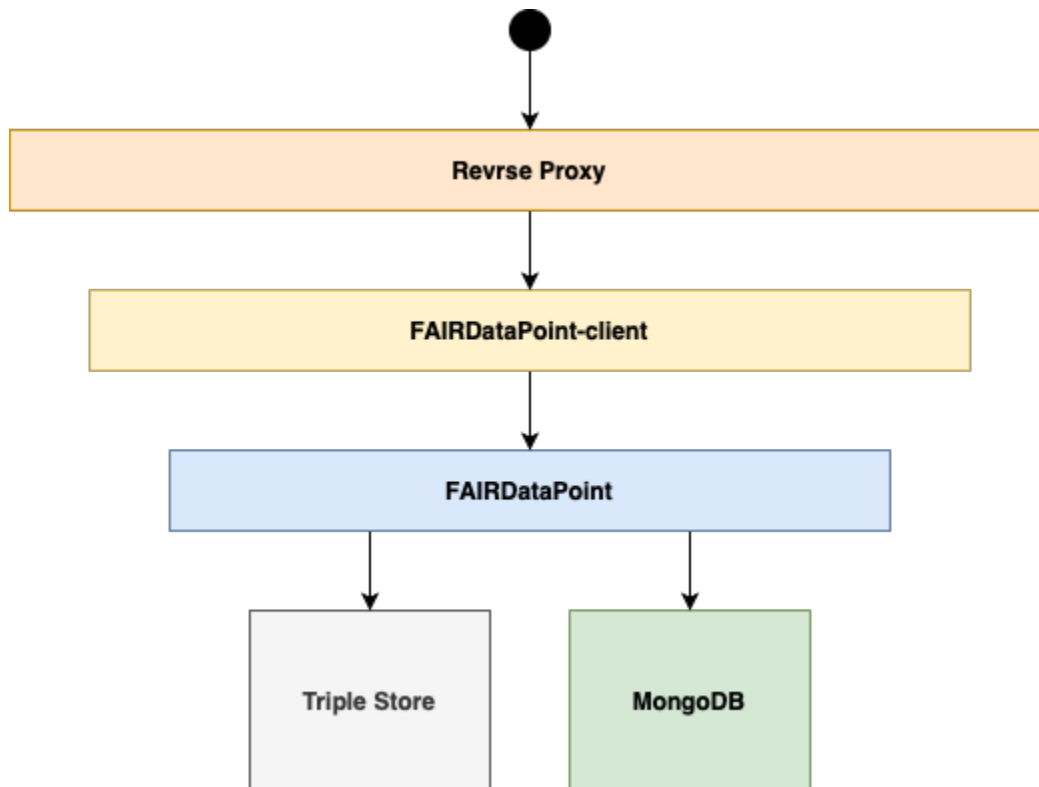 Revrse Proxy
FAIRDataPoint-client
FAIRDataPoint
Triple Store
MongoDB